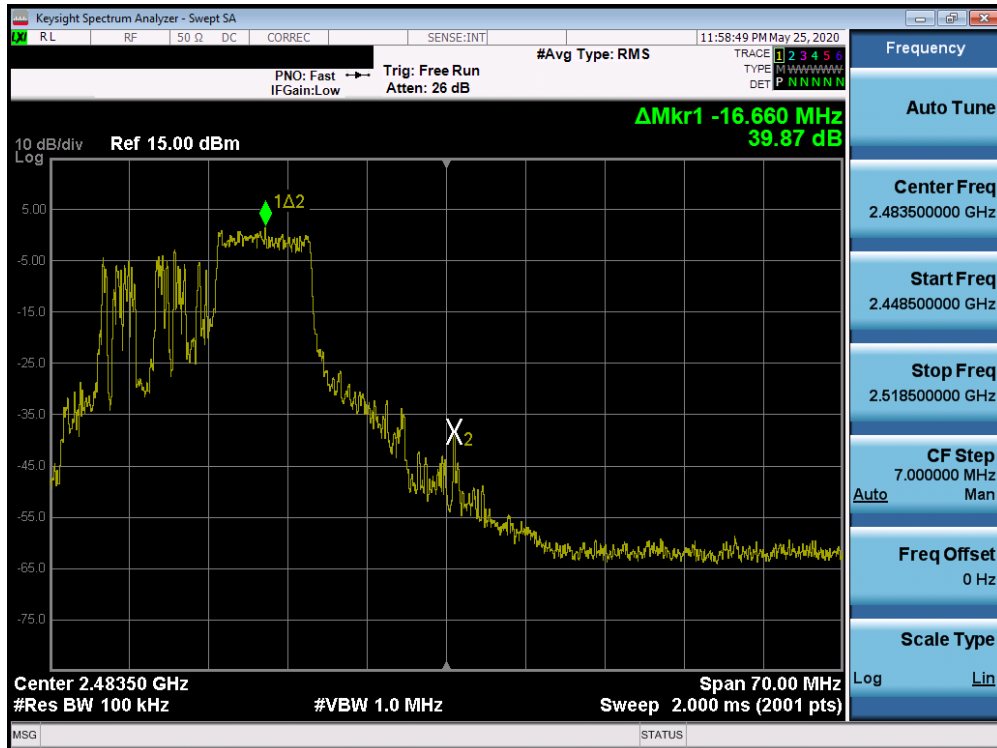 Keysight Spectrum Analyzer - Swept SA
LXI RL RF 50 Ω DC CORREC SENSE:INT 11:58:49 PM May 25, 2020
#Avg Type: RMS TRACE 1 2 3 4 5 6
PNO: Fast Trig: Free Run TYPE M W W W W W
IFGain:Low Atten: 26 dB DET P N N N N N
ΔMkr1 -16.660 MHz
39.87 dB
10 dB/div Ref 15.00 dBm
Log
1Δ2
5.00
-5.00
-15.0
-25.0
-35.0
2
-45.0
-55.0
-65.0
-75.0
Center 2.48350 GHz Span 70.00 MHz
#Res BW 100 kHz #VBW 1.0 MHz Sweep 2.000 ms (2001 pts)
MSG STATUS
Frequency
Auto Tune
Center Freq
2.483500000 GHz
Start Freq
2.448500000 GHz
Stop Freq
2.518500000 GHz
CF Step
7.000000 MHz
Auto Man
Freq Offset
0 Hz
Scale Type
Log Lin